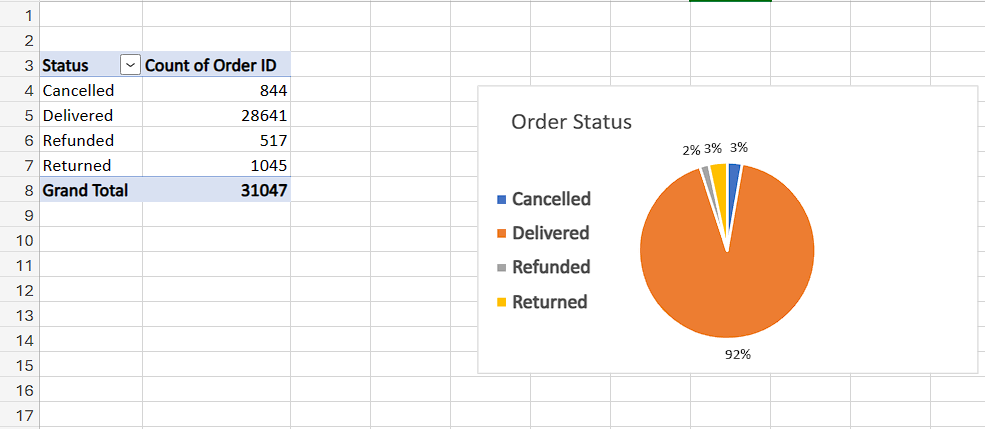 1
2
3 Status Count of Order ID
4 Cancelled 844
5 Delivered 28641
6 Refunded 517
7 Returned 1045
8 Grand Total 31047
9
10
11
12
13
14
15
16
17
Order Status
2% 3% 3%
Cancelled
Delivered
Refunded
Returned
92%